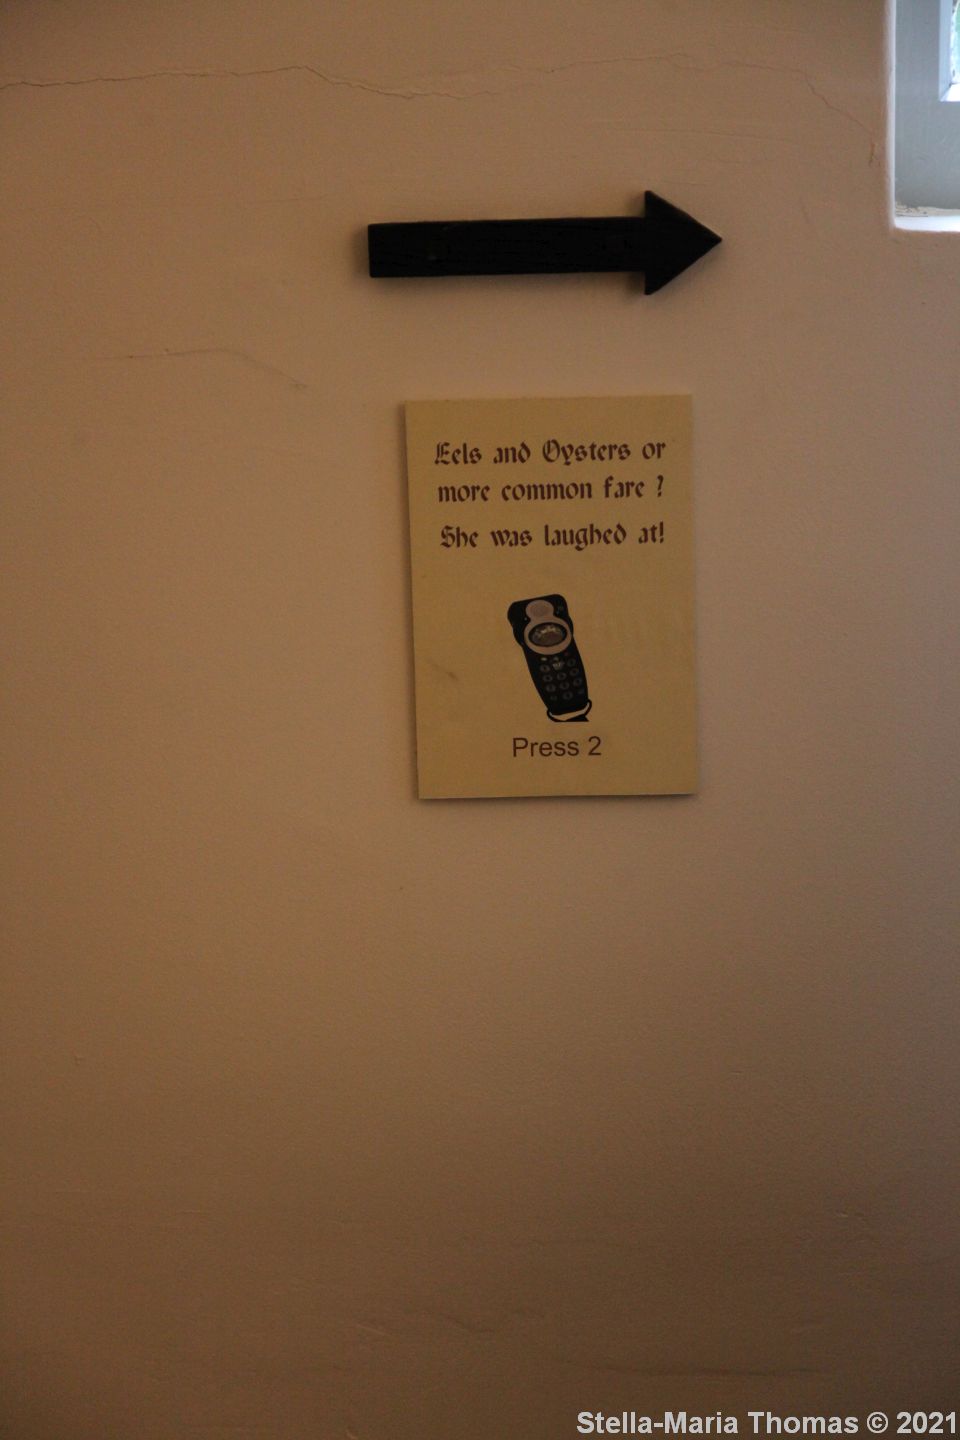 Eels and Oysters or
more common fare ?
She was laughed at!
Press 2
Stella-Maria Thomas © 2021